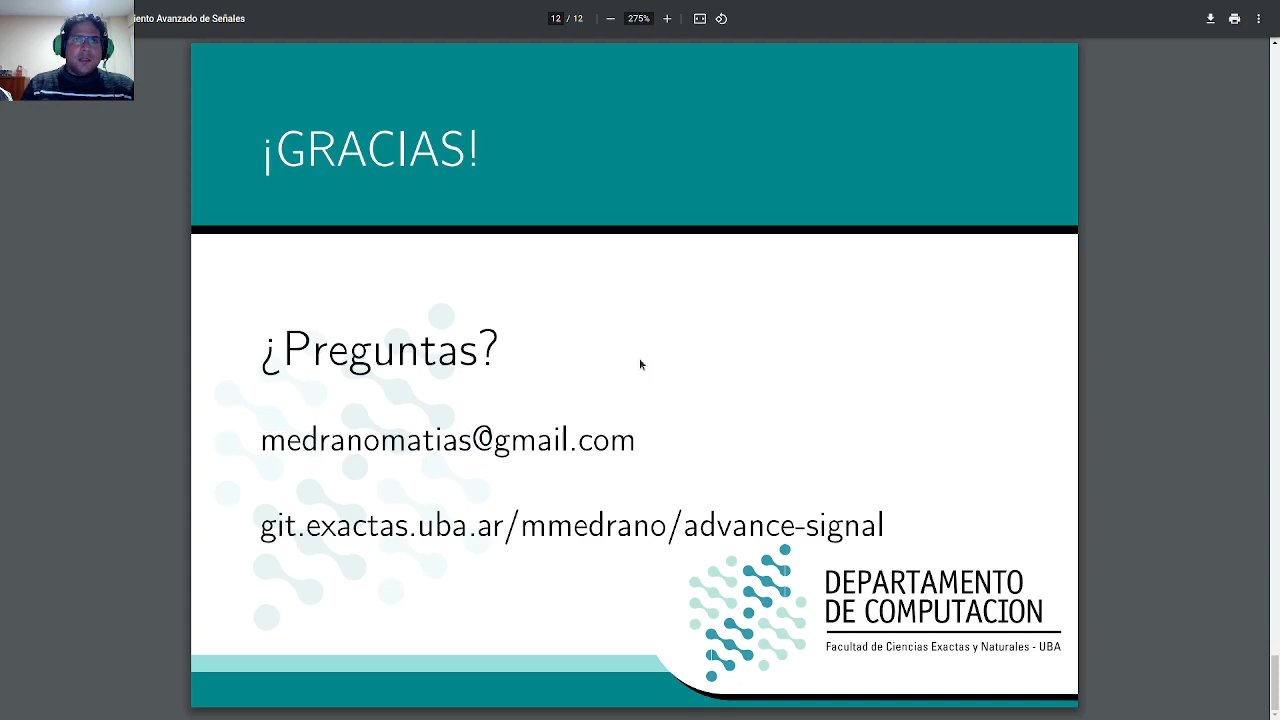 iento Avanzado de Señales
12 / 12
275%
¡GRACIAS!
¿Preguntas?
medranomatias@gmail.com
git.exactas.uba.ar/mmedrano/advance-signal
DEPARTAMENTO
DE COMPUTACION
Facultad de Ciencias Exactas y Naturales - UBA